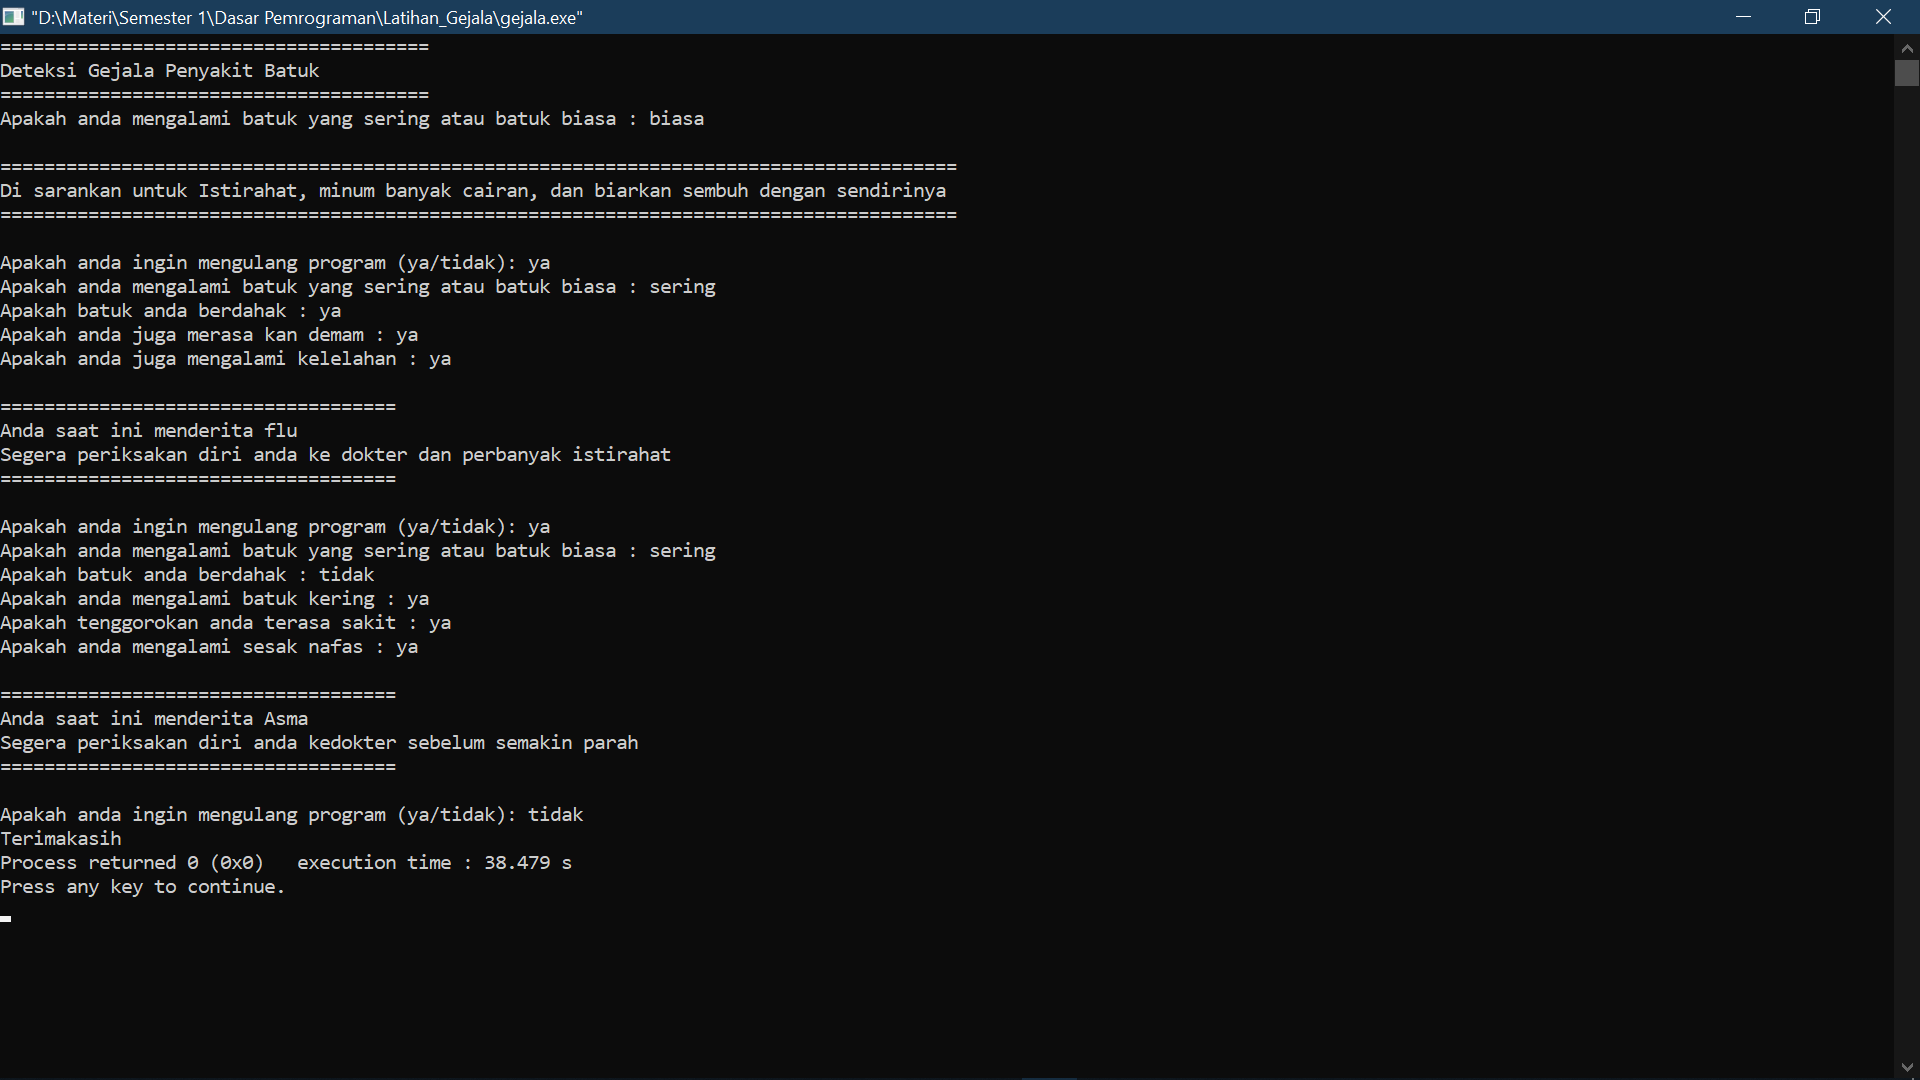 "D:\Materi\Semester 1\Dasar Pemrograman\Latihan_Gejala\gejala.exe"
=======================================
Deteksi Gejala Penyakit Batuk
=======================================
Apakah anda mengalami batuk yang sering atau batuk biasa : biasa
=======================================================================================
Di sarankan untuk Istirahat, minum banyak cairan, dan biarkan sembuh dengan sendirinya
=======================================================================================
Apakah anda ingin mengulang program (ya/tidak): ya
Apakah anda mengalami batuk yang sering atau batuk biasa : sering
Apakah batuk anda berdahak : ya
Apakah anda juga merasa kan demam : ya
Apakah anda juga mengalami kelelahan : ya
====================================
Anda saat ini menderita flu
Segera periksakan diri anda ke dokter dan perbanyak istirahat
====================================
Apakah anda ingin mengulang program (ya/tidak): ya
Apakah anda mengalami batuk yang sering atau batuk biasa : sering
Apakah batuk anda berdahak : tidak
Apakah anda mengalami batuk kering : ya
Apakah tenggorokan anda terasa sakit : ya
Apakah anda mengalami sesak nafas : ya
====================================
Anda saat ini menderita Asma
Segera periksakan diri anda kedokter sebelum semakin parah
====================================
Apakah anda ingin mengulang program (ya/tidak): tidak
Terimakasih
Process returned 0 (0x0)   execution time : 38.479 s
Press any key to continue.